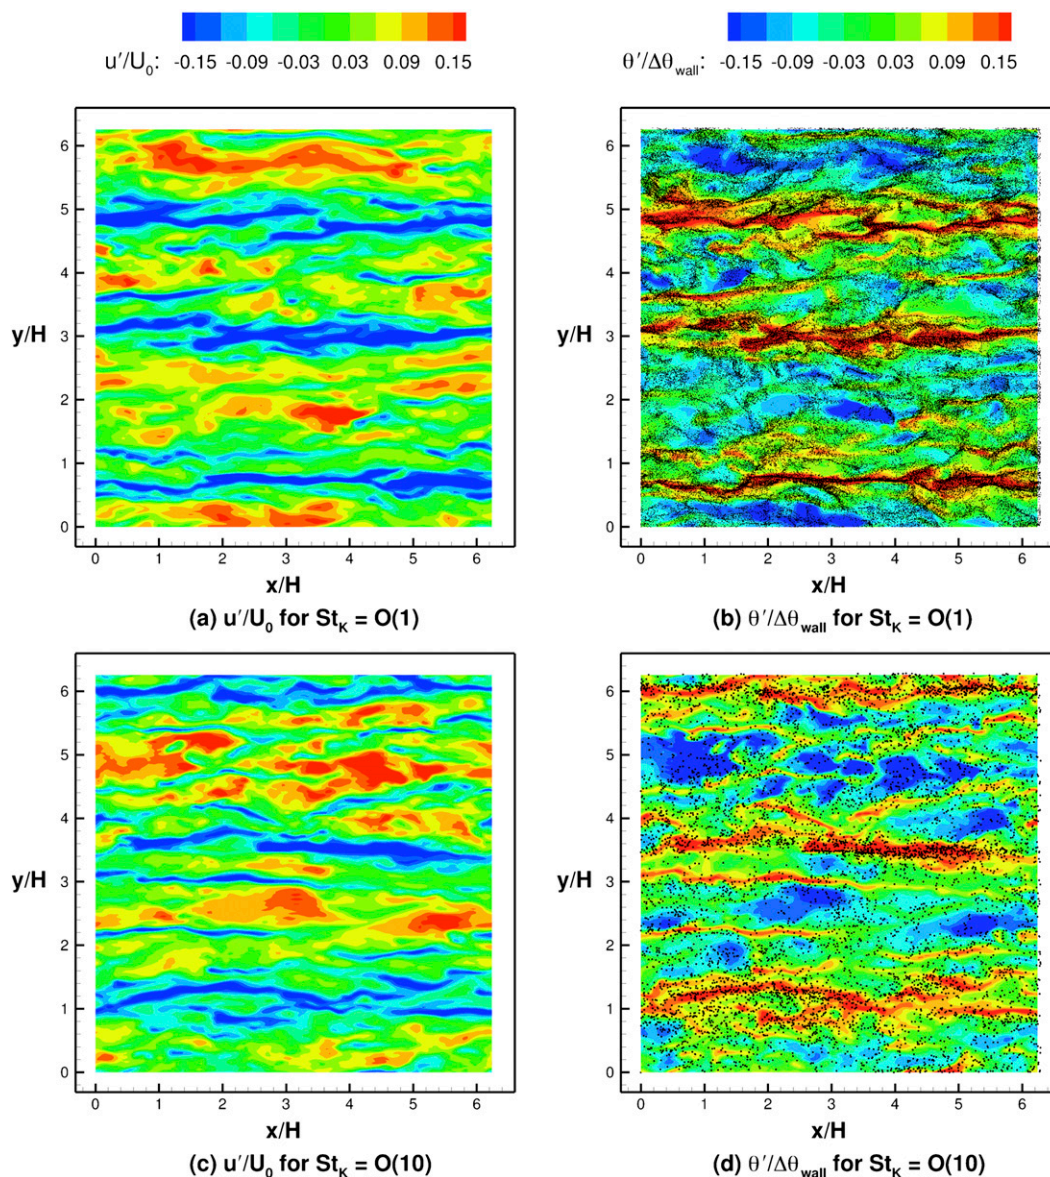 u′/U₀: -0.15 -0.09 -0.03 0.03 0.09 0.15
θ′/Δθ_wall: -0.15 -0.09 -0.03 0.03 0.09 0.15
6
5
4
y/H
3
2
1
0
0 1 2 3 4 5 6
x/H
(a) u′/U₀ for St_K = O(1)
6
5
4
y/H
3
2
1
0
0 1 2 3 4 5 6
x/H
(b) θ′/Δθ_wall for St_K = O(1)
6
5
4
y/H
3
2
1
0
0 1 2 3 4 5 6
x/H
(c) u′/U₀ for St_K = O(10)
6
5
4
y/H
3
2
1
0
0 1 2 3 4 5 6
x/H
(d) θ′/Δθ_wall for St_K = O(10)